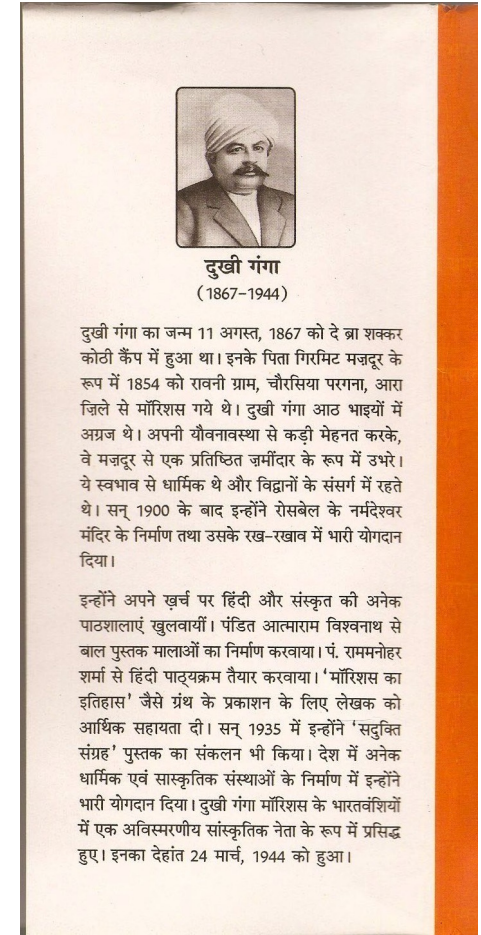 दुखी गंगा
(1867-1944)
दुखी गंगा का जन्म 11 अगस्त, 1867 को दे ब्रा शक्कर
कोठी कैंप में हुआ था। इनके पिता गिरमिट मज़दूर के
रूप में 1854 को रावनी ग्राम, चौरसिया परगना, आरा
ज़िले से मॉरिशस गये थे। दुखी गंगा आठ भाइयों में
अग्रज थे। अपनी यौवनावस्था से कड़ी मेहनत करके,
वे मज़दूर से एक प्रतिष्ठित ज़मींदार के रूप में उभरे।
ये स्वभाव से धार्मिक थे और विद्वानों के संसर्ग में रहते
थे। सन् 1900 के बाद इन्होंने रोसबेल के नर्मदेश्वर
मंदिर के निर्माण तथा उसके रख-रखाव में भारी योगदान
दिया।
इन्होंने अपने ख़र्च पर हिंदी और संस्कृत की अनेक
पाठशालाएं खुलवायीं। पंडित आत्माराम विश्वनाथ से
बाल पुस्तक मालाओं का निर्माण करवाया। पं. राममनोहर
शर्मा से हिंदी पाठ्यक्रम तैयार करवाया। 'मॉरिशस का
इतिहास' जैसे ग्रंथ के प्रकाशन के लिए लेखक को
आर्थिक सहायता दी। सन् 1935 में इन्होंने 'सदुक्ति
संग्रह' पुस्तक का संकलन भी किया। देश में अनेक
धार्मिक एवं सास्कृतिक संस्थाओं के निर्माण में इन्होंने
भारी योगदान दिया। दुखी गंगा मॉरिशस के भारतवंशियों
में एक अविस्मरणीय सांस्कृतिक नेता के रूप में प्रसिद्ध
हुए। इनका देहांत 24 मार्च, 1944 को हुआ।